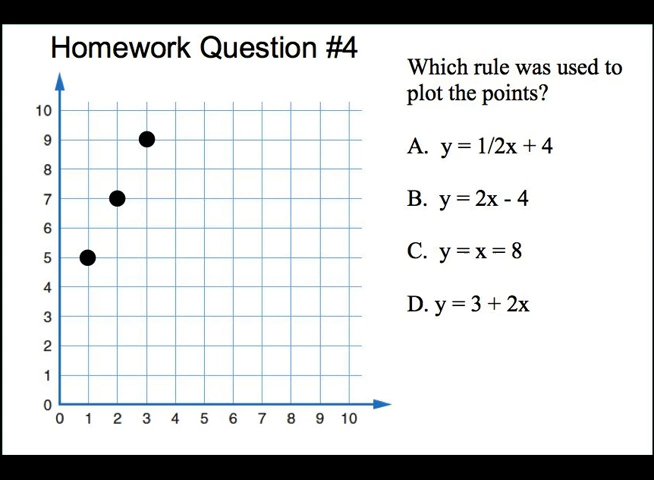 Homework Question #4
Which rule was used to
plot the points?
A. y = 1/2x + 4
B. y = 2x - 4
C. y = x = 8
D. y = 3 + 2x
10
9
8
7
6
5
4
3
2
1
0
0 1 2 3 4 5 6 7 8 9 10